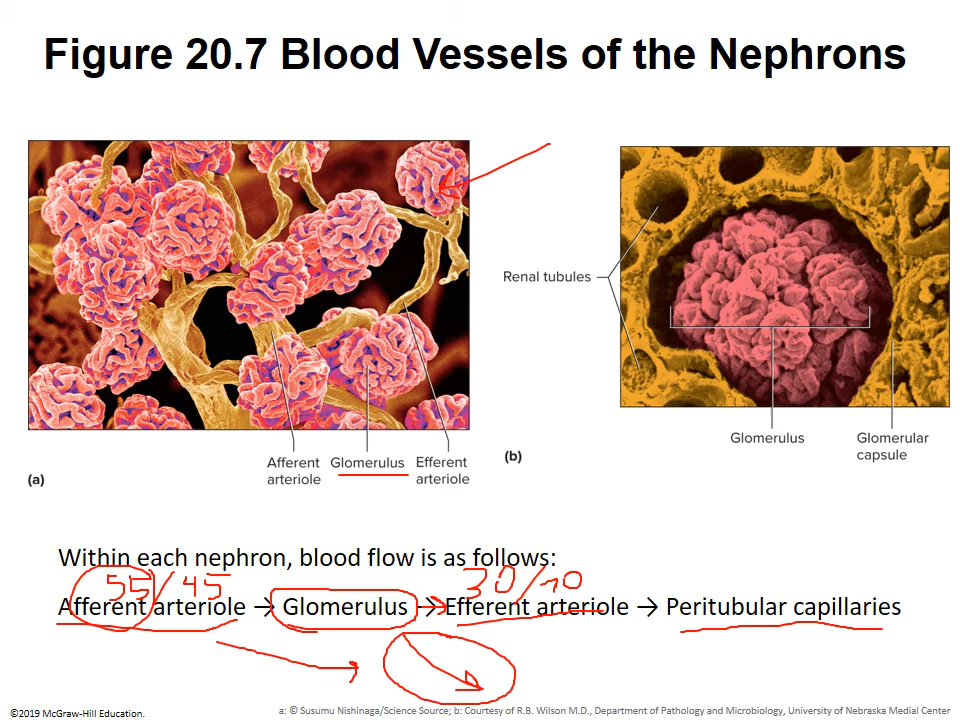 Figure 20.7 Blood Vessels of the Nephrons
Renal tubules
Afferent arteriole
Glomerulus
Efferent arteriole
(a)
Glomerulus
Glomerular capsule
(b)
Within each nephron, blood flow is as follows:
55/45
30/70
Afferent arteriole → Glomerulus → Efferent arteriole → Peritubular capillaries
©2019 McGraw-Hill Education.
a: © Susumu Nishinaga/Science Source; b: Courtesy of R.B. Wilson M.D., Department of Pathology and Microbiology, University of Nebraska Medical Center